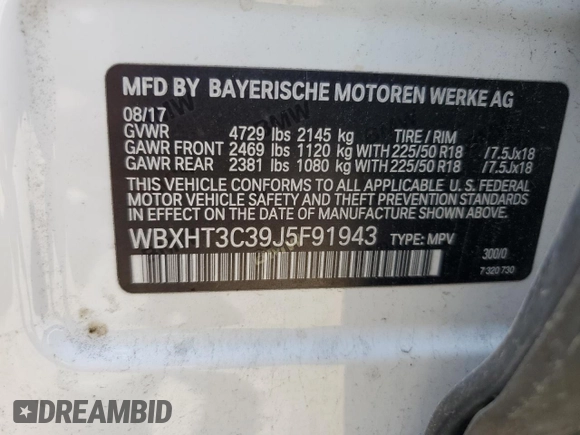 MFD BY BAYERISCHE MOTOREN WERKE AG
08/17
GVWR 4729 lbs 2145 kg TIRE / RIM
GAWR FRONT 2469 lbs 1120 kg WITH 225/50 R18 /7.5Jx18
GAWR REAR 2381 lbs 1080 kg WITH 225/50 R18 /7.5Jx18
THIS VEHICLE CONFORMS TO ALL APPLICABLE U. S. FEDERAL
MOTOR VEHICLE SAFETY AND THEFT PREVENTION
STANDARDS IN EFFECT ON THE DATE OF MANUFACTURE
WBXHT3C39J5F91943 TYPE: MPV
300/0
7 320 730
DREAMBID